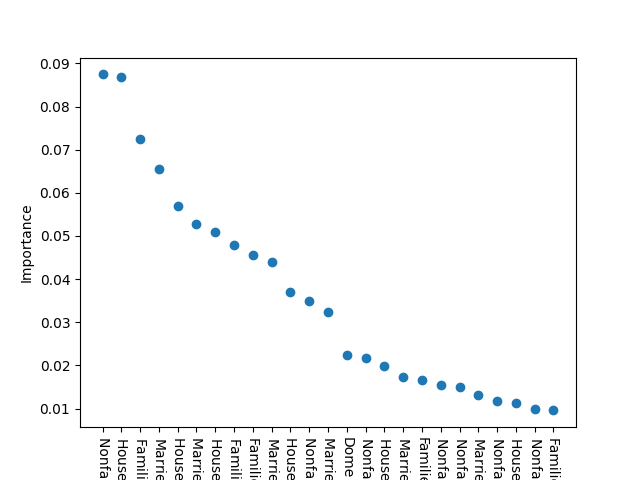 0.09
0.08
0.07
0.06
0.05
0.04
0.03
0.02
0.01
Importance
Nonfa
House
Famili
Marrie
House
Marrie
House
Famili
Famili
Marrie
House
Nonfa
Marrie
Dome
Nonfa
House
Marrie
Familie
Nonfa
Nonfa
Marrie
Nonfa
House
Nonfa
Famili